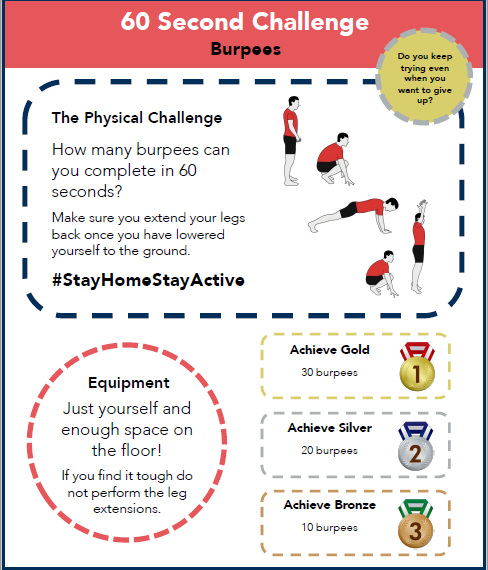 60 Second Challenge
Burpees
Do you keep
trying even
when you
want to give
up?
The Physical Challenge
How many burpees can
you complete in 60
seconds?
Make sure you extend your legs
back once you have lowered
yourself to the ground.
#StayHomeStayActive
Equipment
Just yourself and
enough space on
the floor!
If you find it tough do
not perform the leg
extensions.
Achieve Gold
30 burpees
1
Achieve Silver
20 burpees
2
Achieve Bronze
10 burpees
3